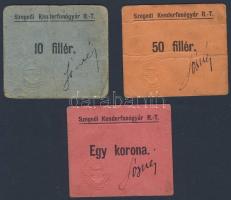 Szegedi Kenderfonógyár R.-T.
10 fillér.
Szegedi Kenderfonógyár R.-T.
50 fillér.
Szegedi Kenderfonógyár R.-T.
Egy korona.